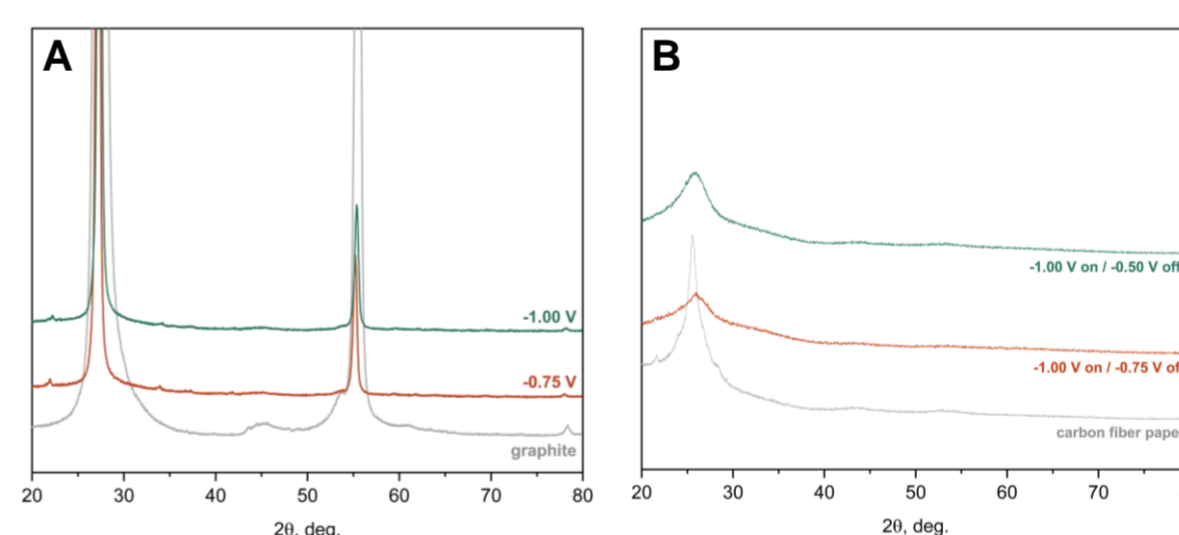 A
-1.00 V
-0.75 V
graphite
20 30 40 50 60 70 80
2θ, deg.
B
-1.00 V on / -0.50 V off
-1.00 V on / -0.75 V of
carbon fiber pape
20 30 40 50 60 70
2θ, deg.